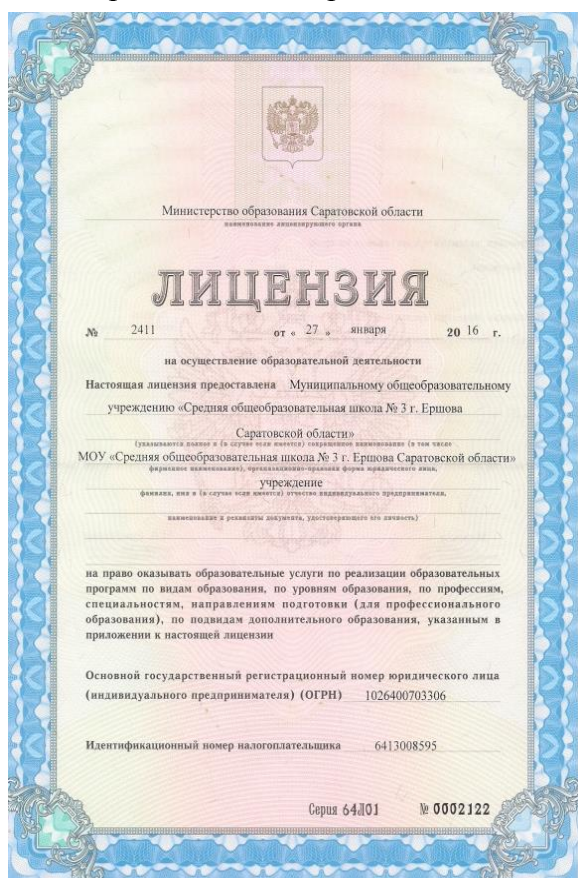 Министерство образования Саратовской области
наименование лицензирующего органа
ЛИЦЕНЗИЯ
№ 2411 от « 27 » января 20 16 г.
на осуществление образовательной деятельности
Настоящая лицензия предоставлена Муниципальному общеобразовательному
учреждению «Средняя общеобразовательная школа № 3 г. Ершова
Саратовской области»
(указываются полное и (в случае если имеется) сокращенное наименование (в том числе
МОУ «Средняя общеобразовательная школа № 3 г. Ершова Саратовской области»
фирменное наименование), организационно-правовая форма юридического лица,
учреждение
фамилия, имя и (в случае если имеется) отчество индивидуального предпринимателя,
наименование и реквизиты документа, удостоверяющего его личность)
на право оказывать образовательные услуги по реализации образовательных
программ по видам образования, по уровням образования, по профессиям,
специальностям, направлениям подготовки (для профессионального
образования), по подвидам дополнительного образования, указанным в
приложении к настоящей лицензии
Основной государственный регистрационный номер юридического лица
(индивидуального предпринимателя) (ОГРН) 1026400703306
Идентификационный номер налогоплательщика 6413008595
Серия 64Л01 № 0002122